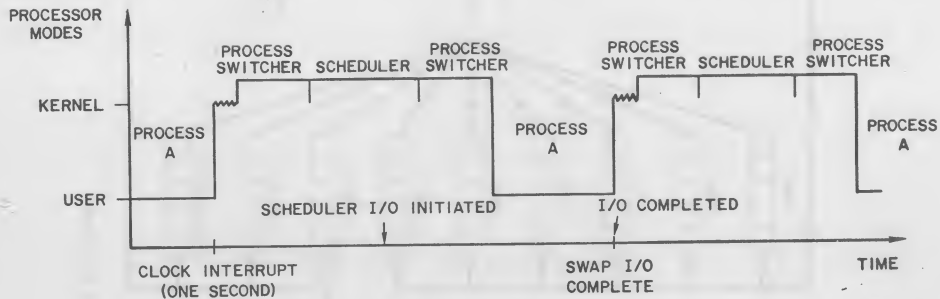 PROCESSOR
MODES
PROCESS
SWITCHER
SCHEDULER
PROCESS
SWITCHER
PROCESS
SWITCHER
SCHEDULER
PROCESS
SWITCHER
KERNEL
PROCESS
A
PROCESS
A
PROCESS
A
USER
SCHEDULER I/O INITIATED
I/O COMPLETED
CLOCK INTERRUPT
(ONE SECOND)
SWAP I/O
COMPLETE
TIME